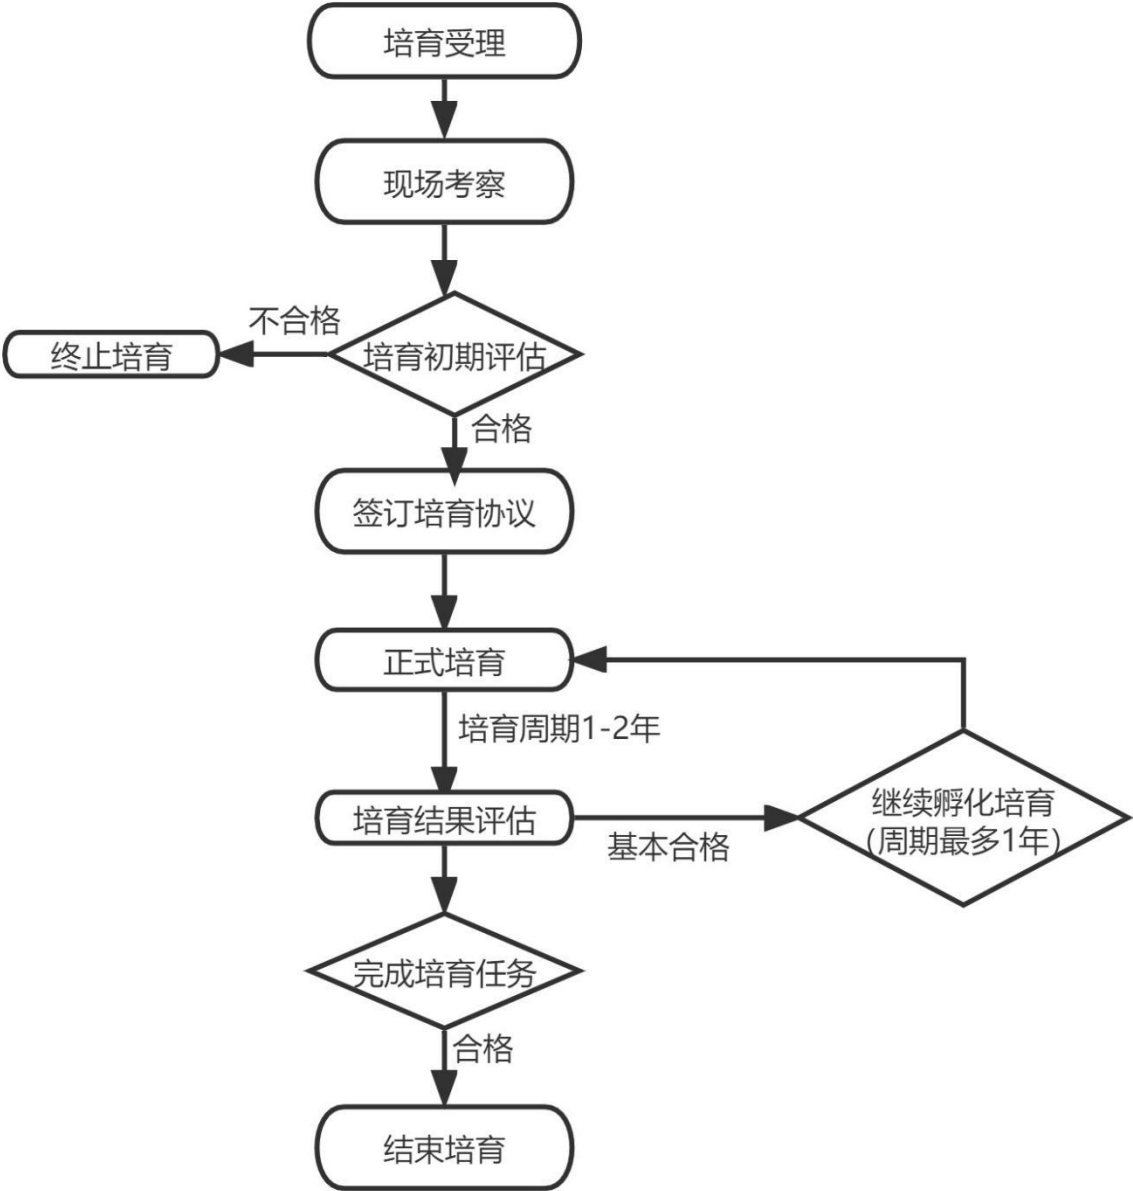 培育受理
现场考察
不合格
终止培育
培育初期评估
合格
签订培育协议
正式培育
培育周期1-2年
培育结果评估
基本合格
继续孵化培育
(周期最多1年)
完成培育任务
合格
结束培育